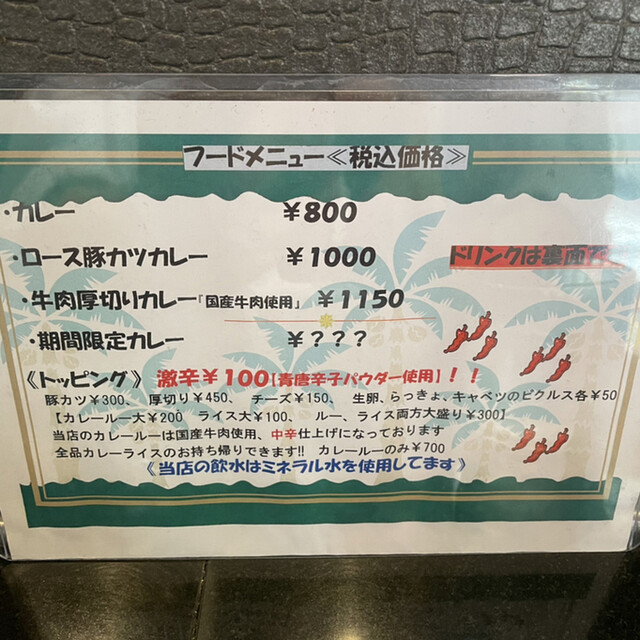 フードメニュー≪税込価格≫
・カレー ￥800
・ロース豚カツカレー ￥1000
ドリンクは裏面
・牛肉厚切りカレー「国産牛肉使用」 ￥1150
・期間限定カレー ￥？？？
《トッピング》 激辛￥100【青唐辛子パウダー使用】！！
豚カツ￥300、 厚切り￥450、 チーズ￥150、 生卵、らっきょ、キャベツのピクルス各￥50
【カレールー大￥200 ライス大￥100、 ルー、ライス両方大盛り￥300】
当店のカレールーは国産牛肉使用、中辛仕上げになっております
全品カレーライスのお持ち帰りできます!! カレールーのみ￥700
《当店の飲水はミネラル水を使用してます》